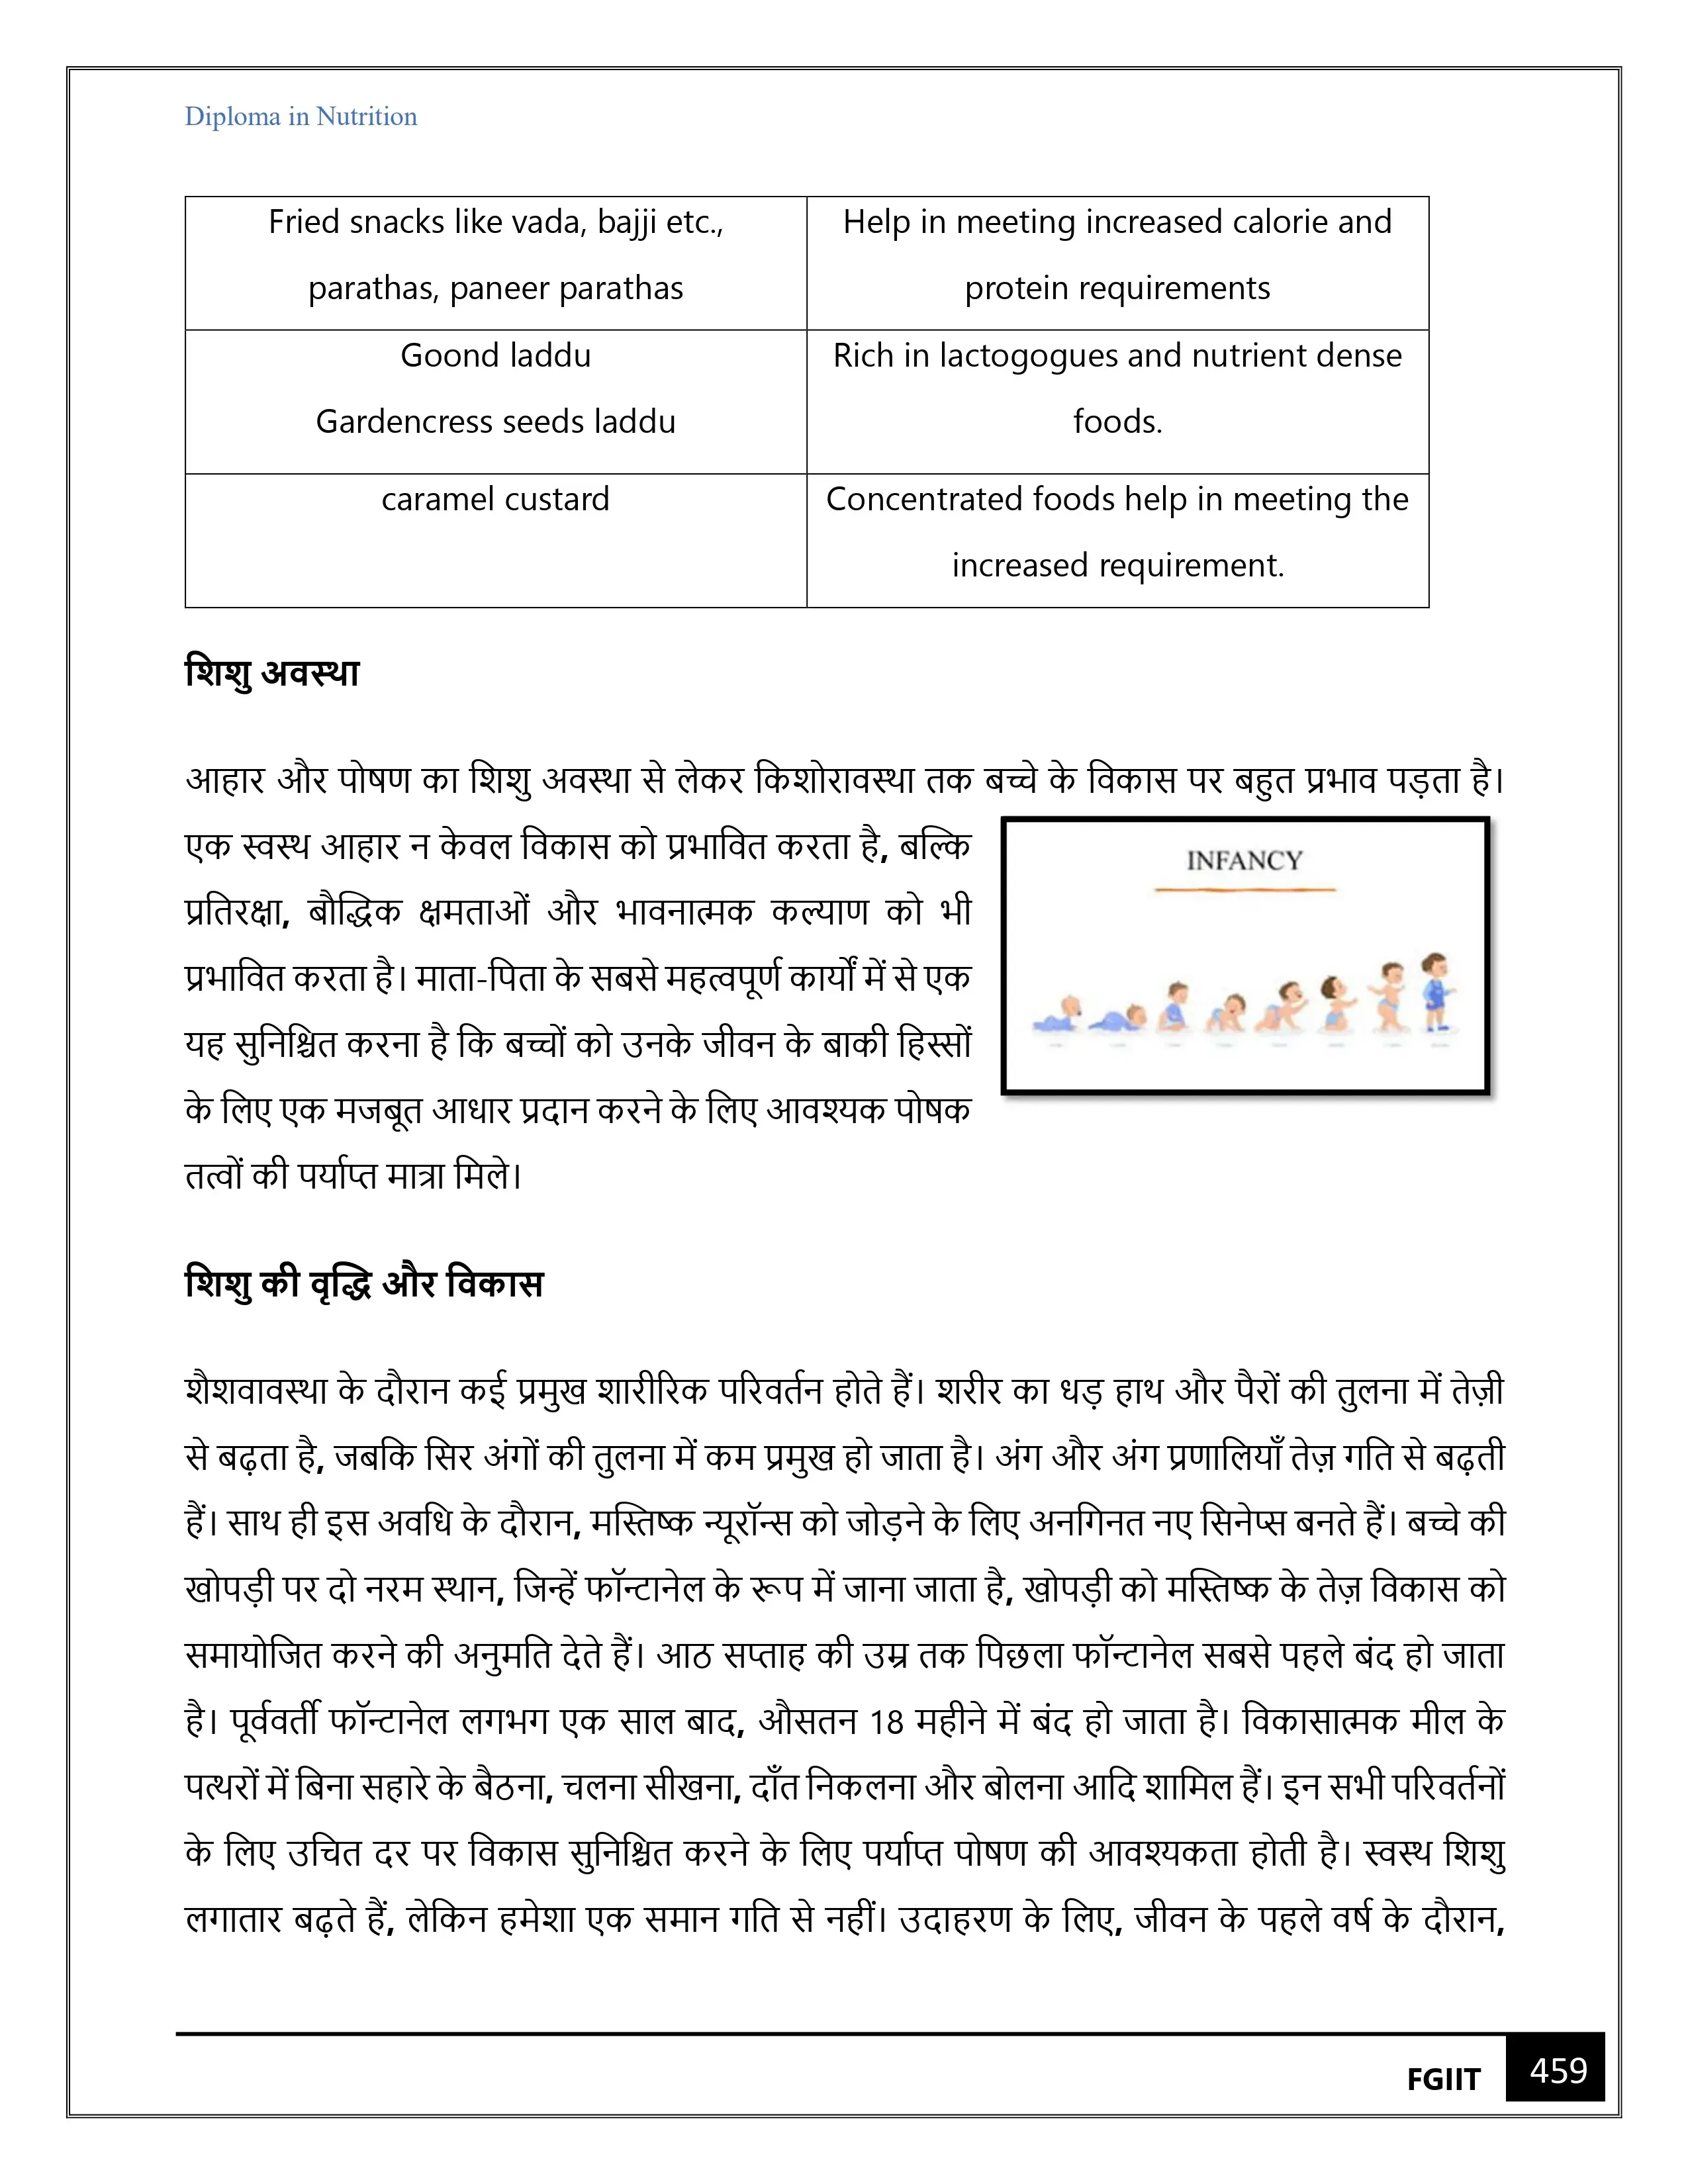 Diploma in Nutrition
Fried snacks like vada, bajji etc.,
parathas, paneer parathas
Help in meeting increased calorie and
protein requirements
Goond laddu
Gardencress seeds laddu
Rich in lactogogues and nutrient dense
foods.
caramel custard
Concentrated foods help in meeting the
increased requirement.
शिशु अवस्था
आहार और पोषण का शिशु अवस्था से लेकर किशोरावस्था तक बच्चे के विकास पर बहुत प्रभाव पड़ता है।
एक स्वस्थ आहार न केवल विकास को प्रभावित करता है, बल्कि
प्रतिरक्षा, बौद्धिक क्षमताओं और भावनात्मक कल्याण को भी
प्रभावित करता है। माता-पिता के सबसे महत्वपूर्ण कार्यों में से एक
यह सुनिश्चित करना है कि बच्चों को उनके जीवन के बाकी हिस्सों
के लिए एक मजबूत आधार प्रदान करने के लिए आवश्यक पोषक
तत्वों की पर्याप्त मात्रा मिले।
INFANCY
शिशु की वृद्धि और विकास
शैशवावस्था के दौरान कई प्रमुख शारीरिक परिवर्तन होते हैं। शरीर का धड़ हाथ और पैरों की तुलना में तेज़ी
से बढ़ता है, जबकि सिर अंगों की तुलना में कम प्रमुख हो जाता है। अंग और अंग प्रणालियाँ तेज़ गति से बढ़ती
हैं। साथ ही इस अवधि के दौरान, मस्तिष्क न्यूरॉन्स को जोड़ने के लिए अनगिनत नए सिनेप्स बनते हैं। बच्चे की
खोपड़ी पर दो नरम स्थान, जिन्हें फॉन्टानेल के रूप में जाना जाता है, खोपड़ी को मस्तिष्क के तेज़ विकास को
समायोजित करने की अनुमति देते हैं। आठ सप्ताह की उम्र तक पिछला फॉन्टानेल सबसे पहले बंद हो जाता
है। पूर्ववर्ती फॉन्टानेल लगभग एक साल बाद, औसतन 18 महीने में बंद हो जाता है। विकासात्मक मील के
पत्थरों में बिना सहारे के बैठना, चलना सीखना, दाँत निकलना और बोलना आदि शामिल हैं। इन सभी परिवर्तनों
के लिए उचित दर पर विकास सुनिश्चित करने के लिए पर्याप्त पोषण की आवश्यकता होती है। स्वस्थ शिशु
लगातार बढ़ते हैं, लेकिन हमेशा एक समान गति से नहीं। उदाहरण के लिए, जीवन के पहले वर्ष के दौरान,
FGIIT 459